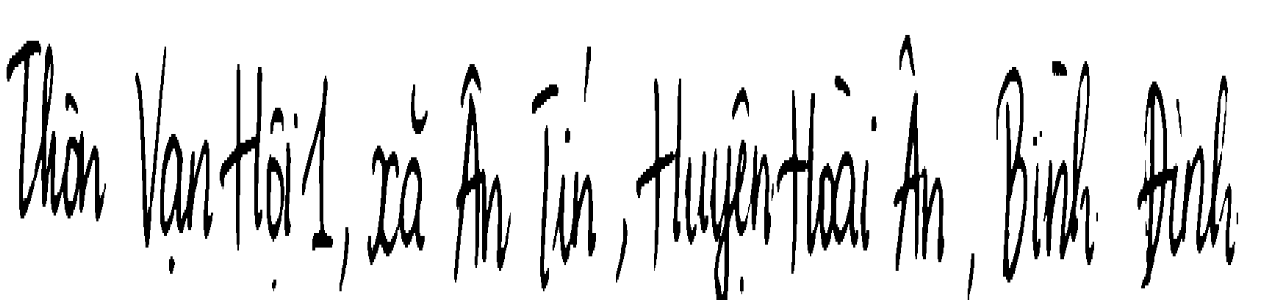 Thôn Vạn Hội 1, xã Ân Tín, Huyện Hoài Ân, Bình Định